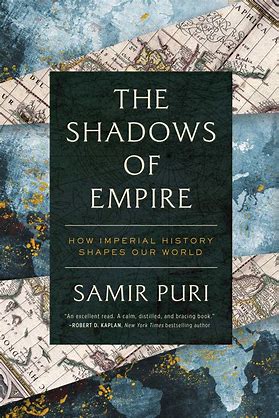 THE
SHADOWS
OF
EMPIRE
HOW IMPERIAL HISTORY
SHAPES OUR WORLD
SAMIR PURI
"An excellent read. A calm, distilled, and bracing book."
–ROBERT D. KAPLAN, New York Times bestselling author